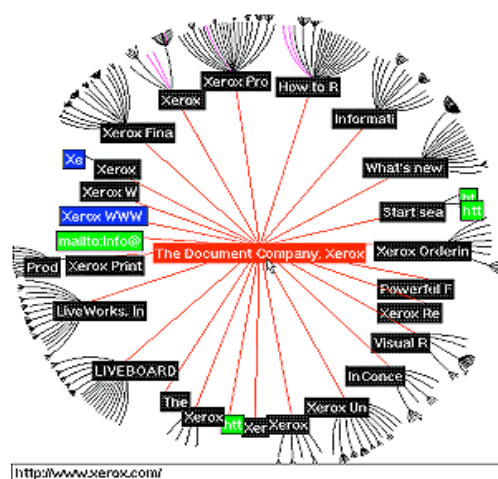 Xerox Pro
How to R
Xerox
Informati
Xerox Fina
Xe
Xerox
What's new
Xerox W
ht
htt
Start sea
Xerox WWW
mailto:Info@
The Document Company, Xerox
Xerox Orderin
Prod
Xerox Print
Powerful F
LiveWorks, In
Xerox Re
Visual R
LIVEBOARD
InConce
The
Xerox Un
Xerox
htt
Xer
Xerox
http://www.xerox.com/